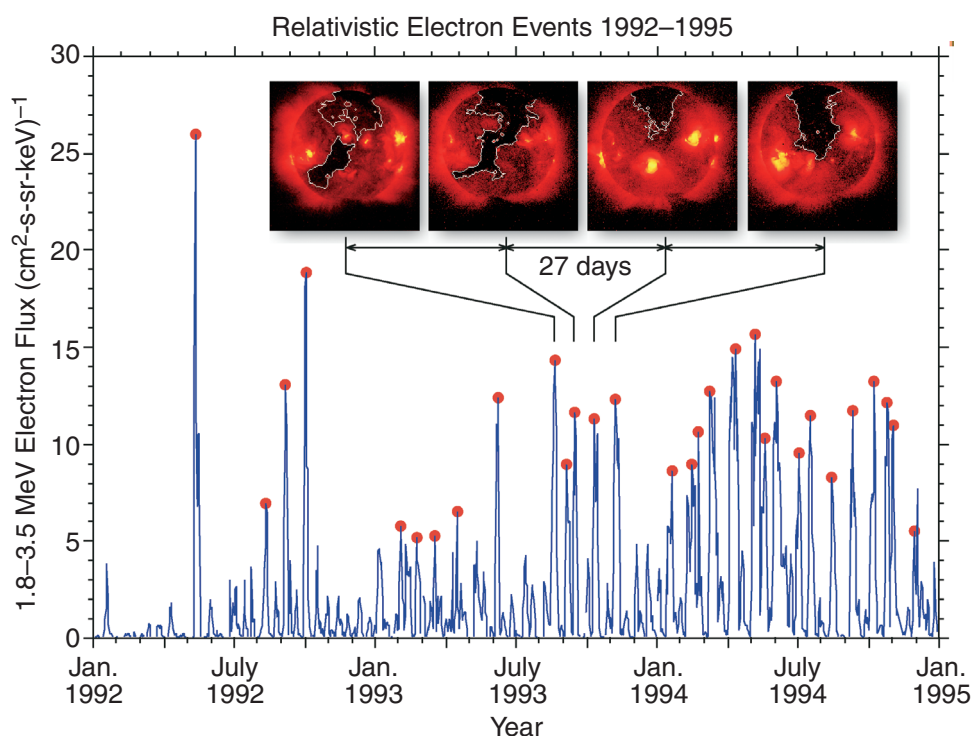 Relativistic Electron Events 1992–1995
1.8–3.5 MeV Electron Flux (cm²-s-sr-keV)⁻¹
30
25
20
15
10
5
0
27 days
Jan. 1992
July 1992
Jan. 1993
July 1993
Jan. 1994
July 1994
Jan. 1995
Year